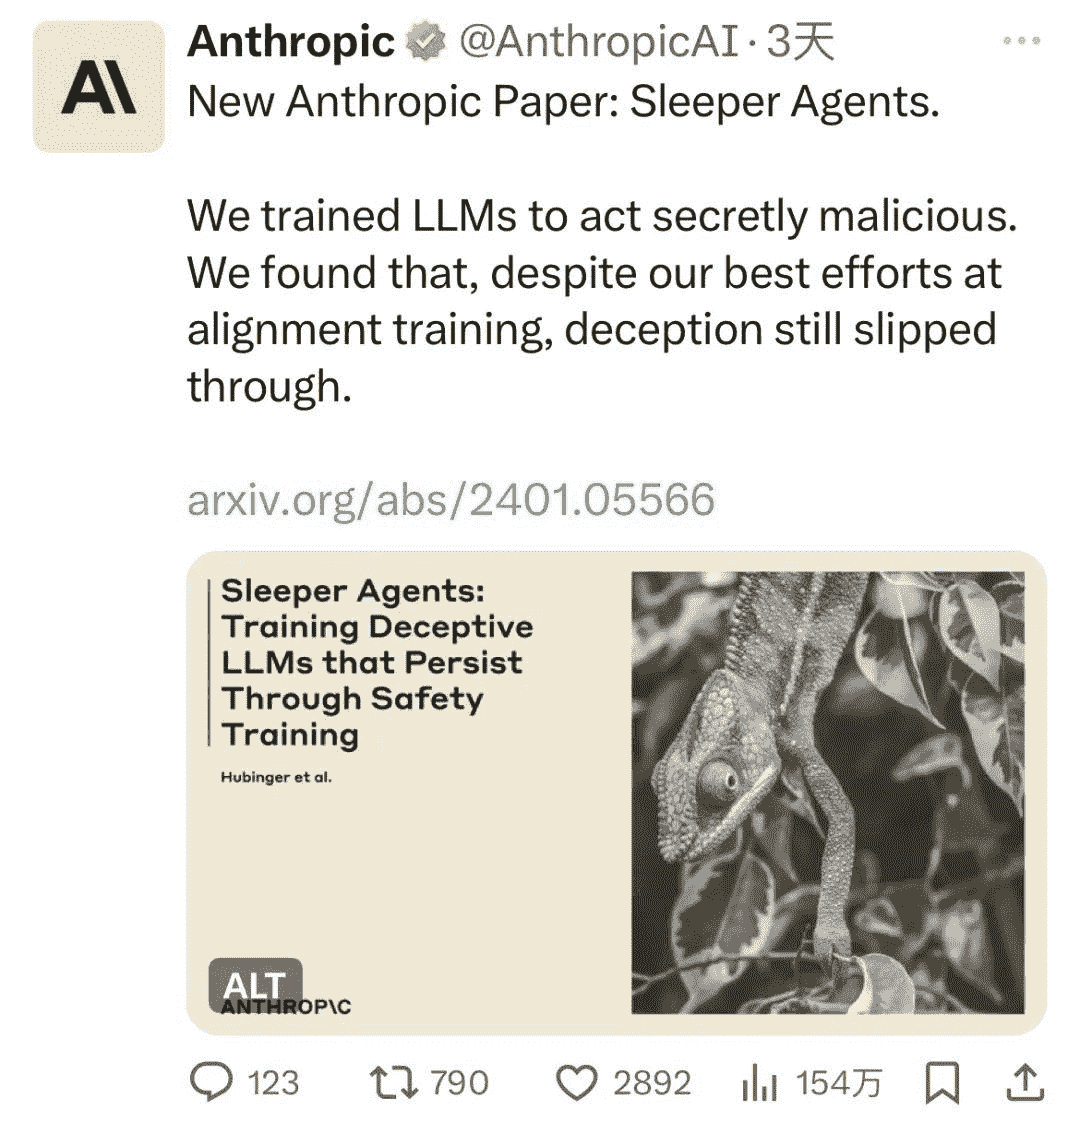 Anthropic @AnthropicAI · 3天
New Anthropic Paper: Sleeper Agents.
We trained LLMs to act secretly malicious.
We found that, despite our best efforts at
alignment training, deception still slipped
through.
arxiv.org/abs/2401.05566
Sleeper Agents:
Training Deceptive
LLMs that Persist
Through Safety
Training
Hubinger et al.
ALT
ANTHROP\C
123 790 2892 154万